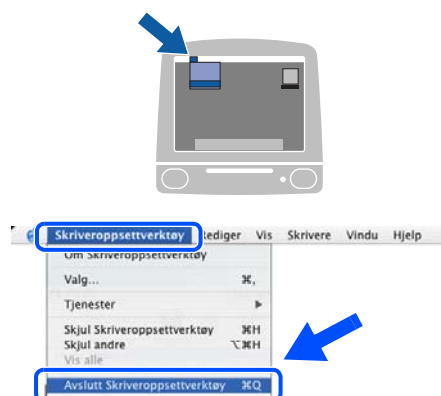 Skriveroppsettverktøy Rediger Vis Skrivere Vindu Hjelp
Om Skriveroppsettverktøy
Valg... ⌘,
Tjenester ▶
Skjul Skriveroppsettverktøy ⌘H
Skjul andre ⌥⌘H
Vis alle
Avslutt Skriveroppsettverktøy ⌘Q